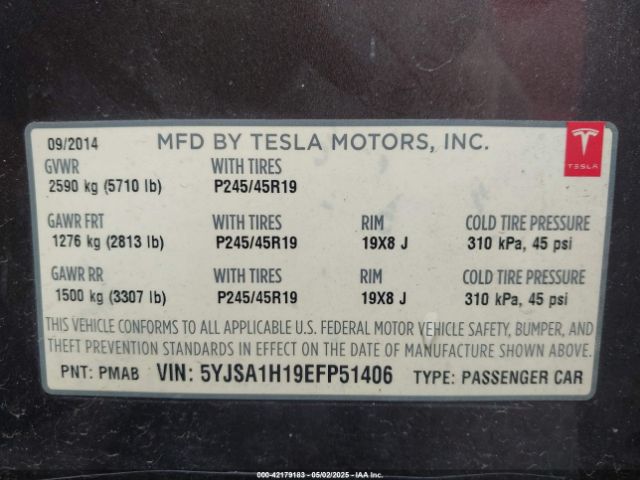 09/2014 MFD BY TESLA MOTORS, INC.
TESLA
GVWR WITH TIRES
2590 kg (5710 lb) P245/45R19
GAWR FRT WITH TIRES RIM COLD TIRE PRESSURE
1276 kg (2813 lb) P245/45R19 19X8 J 310 kPa, 45 psi
GAWR RR WITH TIRES RIM COLD TIRE PRESSURE
1500 kg (3307 lb) P245/45R19 19X8 J 310 kPa, 45 psi
THIS VEHICLE CONFORMS TO ALL APPLICABLE U.S. FEDERAL MOTOR VEHICLE SAFETY, BUMPER, AND
THEFT PREVENTION STANDARDS IN EFFECT ON THE DATE OF MANUFACTURE SHOWN ABOVE.
PNT: PMAB VIN: 5YJSA1H19EFP51406 TYPE: PASSENGER CAR
000-42179183 - 05/02/2025 - IAA Inc.